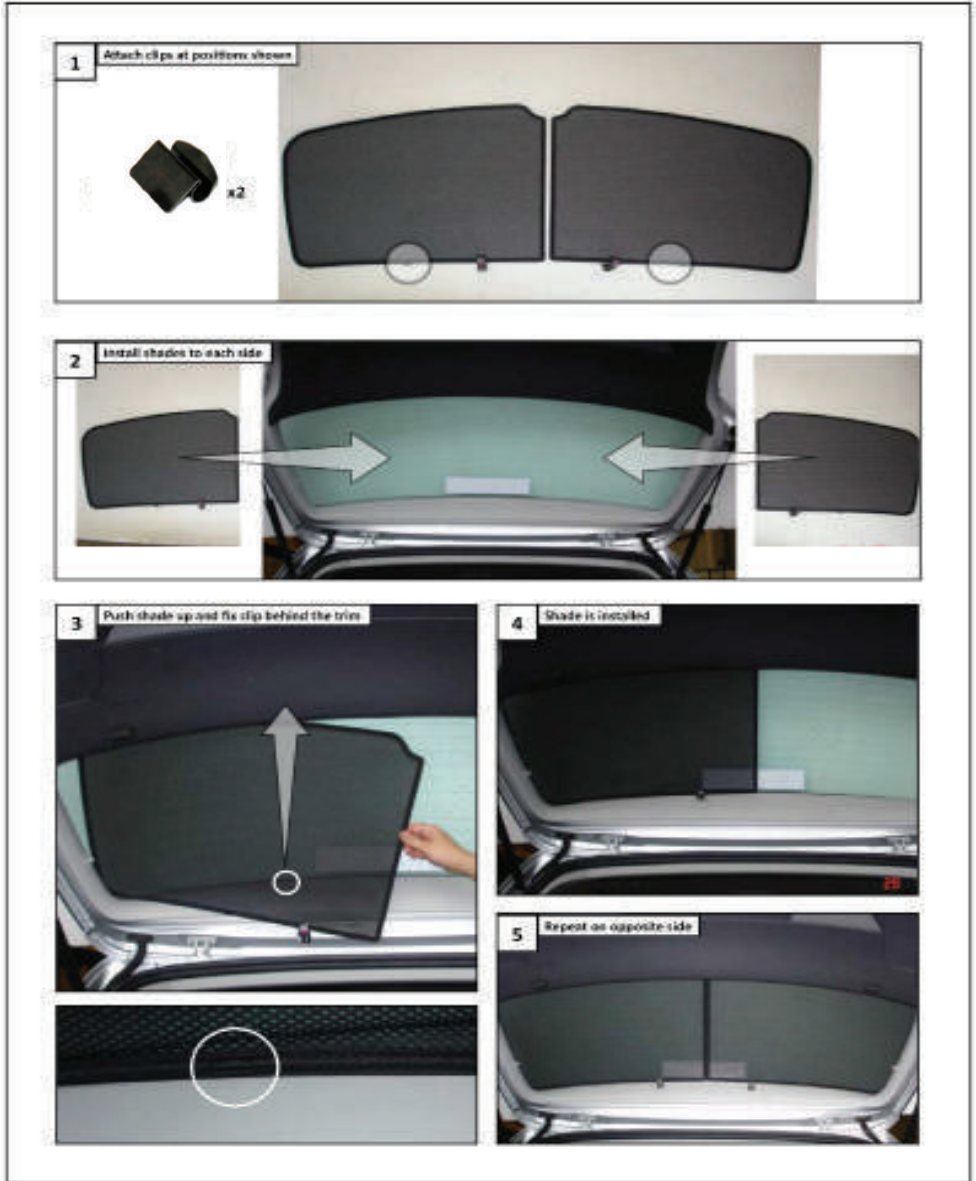 1
Attach clips at positions shown
x2
2
Install shades to each side
3
Push shade up and fix clip behind the trim
4
Shade is installed
5
Repeat on opposite side